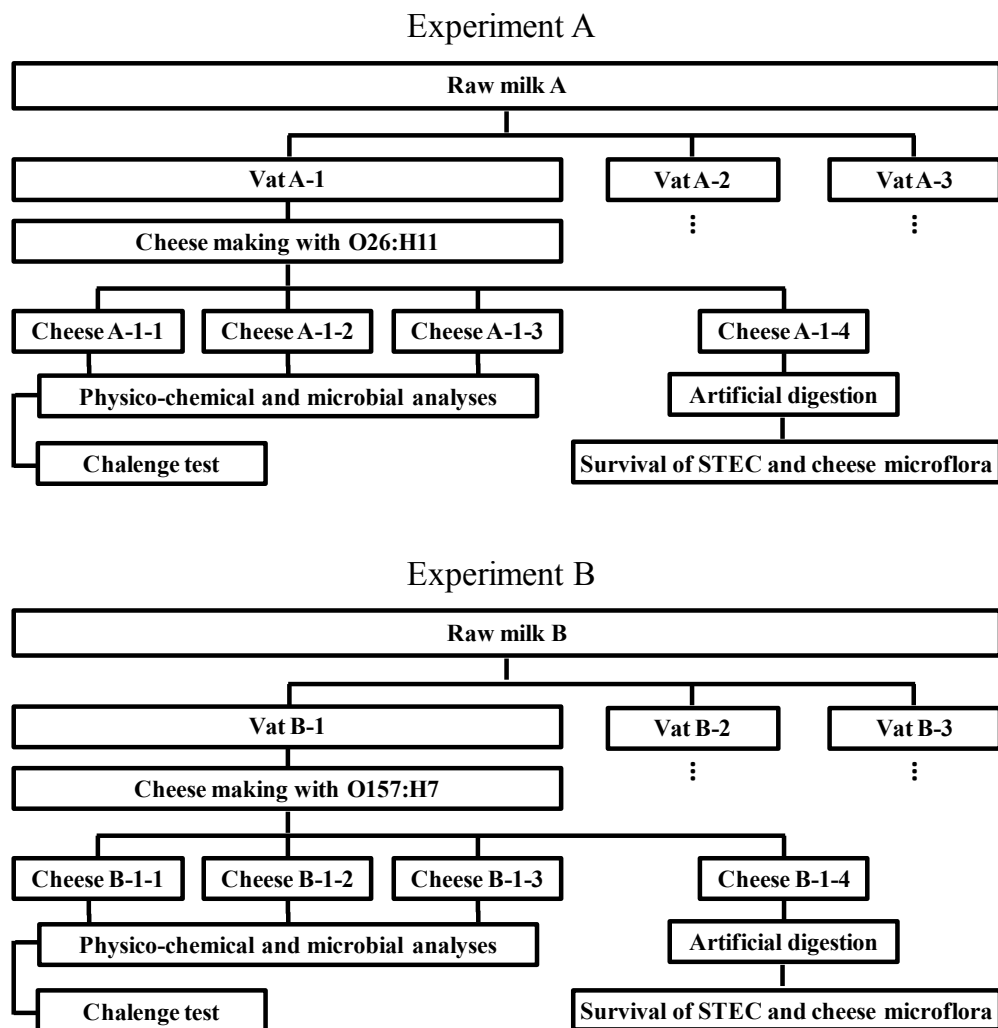 Experiment A
Raw milk A
Vat A-1
Vat A-2
Vat A-3
Cheese making with O26:H11
⋮
⋮
Cheese A-1-1
Cheese A-1-2
Cheese A-1-3
Cheese A-1-4
Physico-chemical and microbial analyses
Artificial digestion
Chalenge test
Survival of STEC and cheese microflora
Experiment B
Raw milk B
Vat B-1
Vat B-2
Vat B-3
Cheese making with O157:H7
⋮
⋮
Cheese B-1-1
Cheese B-1-2
Cheese B-1-3
Cheese B-1-4
Physico-chemical and microbial analyses
Artificial digestion
Chalenge test
Survival of STEC and cheese microflora